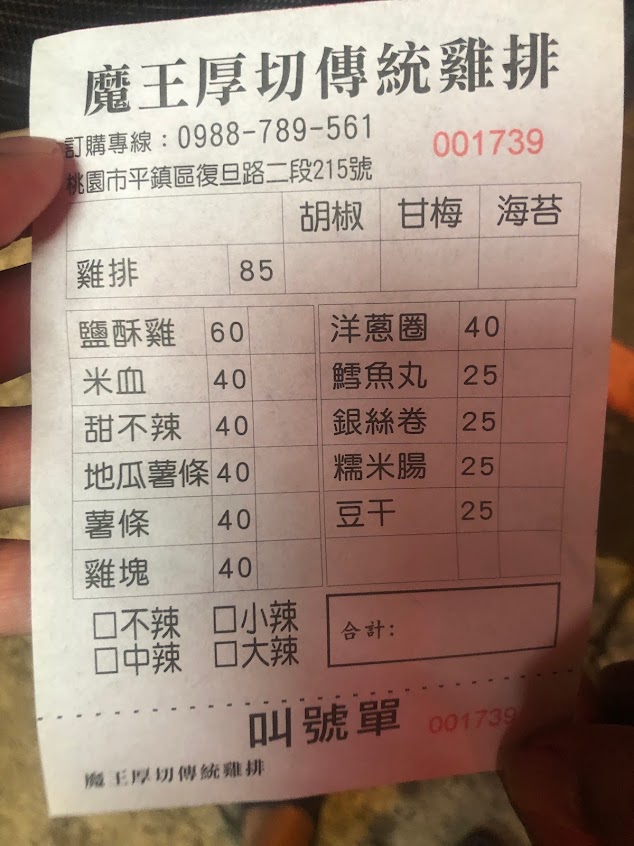 魔王厚切傳統雞排
訂購專線：0988-789-561
001739
桃園市平鎮區復旦路二段215號
胡椒 甘梅 海苔
雞排 85
鹽酥雞 60 洋蔥圈 40
米血 40 鱈魚丸 25
甜不辣 40 銀絲卷 25
地瓜薯條 40 糯米腸 25
薯條 40 豆干 25
雞塊 40
□不辣 □小辣
□中辣 □大辣
合計:
叫號單 001739
魔王厚切傳統雞排